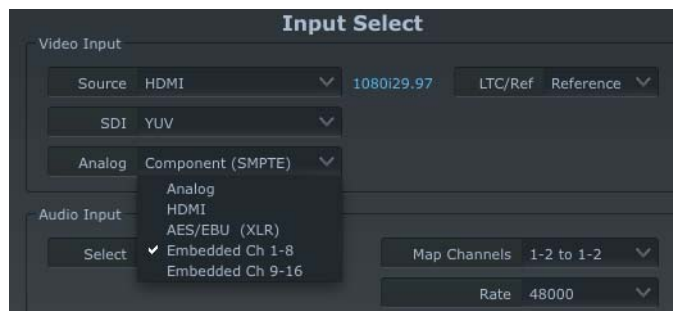 Input Select
Video Input
Source HDMI 1080i29.97 LTC/Ref Reference
SDI YUV
Analog Component (SMPTE)
Analog
HDMI
Audio Input
AES/EBU (XLR)
Select ✔ Embedded Ch 1-8 Map Channels 1-2 to 1-2
Embedded Ch 9-16
Rate 48000